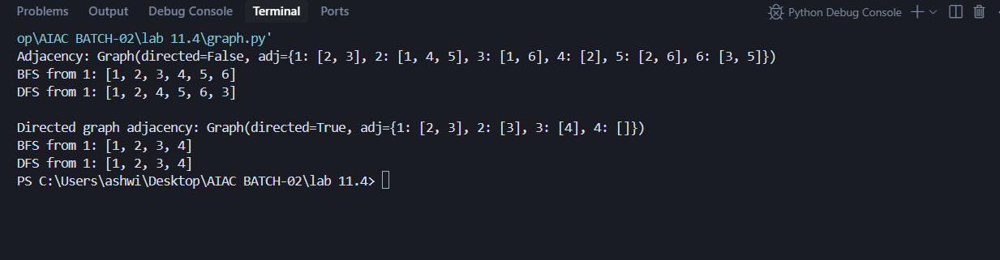 Problems Output Debug Console Terminal Ports Python Debug Console
op\AIAC BATCH-02\lab 11.4\graph.py'
Adjacency: Graph(directed=False, adj={1: [2, 3], 2: [1, 4, 5], 3: [1, 6], 4: [2], 5: [2, 6], 6: [3, 5]})
BFS from 1: [1, 2, 3, 4, 5, 6]
DFS from 1: [1, 2, 4, 5, 6, 3]
Directed graph adjacency: Graph(directed=True, adj={1: [2, 3], 2: [3], 3: [4], 4: []})
BFS from 1: [1, 2, 3, 4]
DFS from 1: [1, 2, 3, 4]
PS C:\Users\ashwi\Desktop\AIAC BATCH-02\lab 11.4>